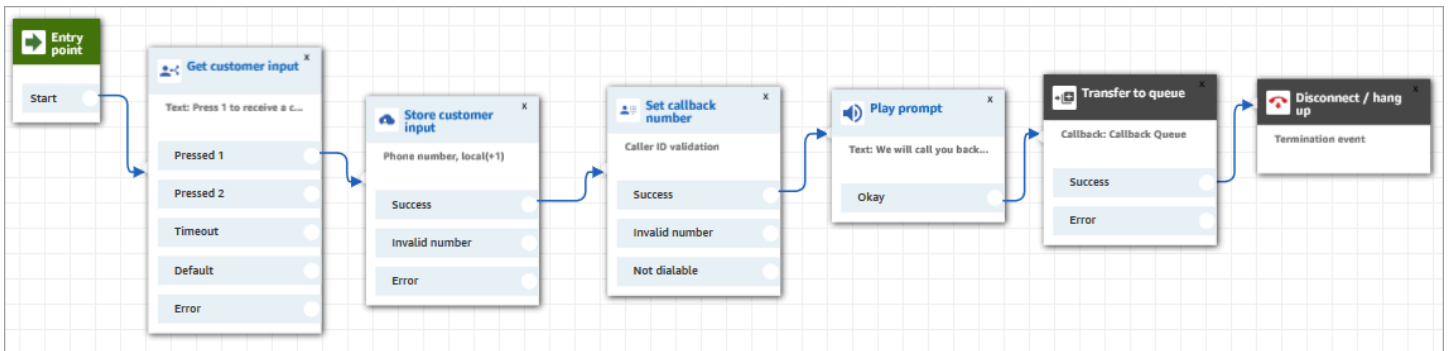 Entry
point
Start
x
Get customer input
Text: Press 1 to receive a c...
Pressed 1
Pressed 2
Timeout
Default
Error
x
Store customer
input
Phone number, local(+1)
Success
Invalid number
Error
x
Set callback
number
Caller ID validation
Success
Invalid number
Not dialable
x
Play prompt
Text: We will call you back...
Okay
x
Transfer to queue
Callback: Callback Queue
Success
Error
x
Disconnect / hang
up
Termination event